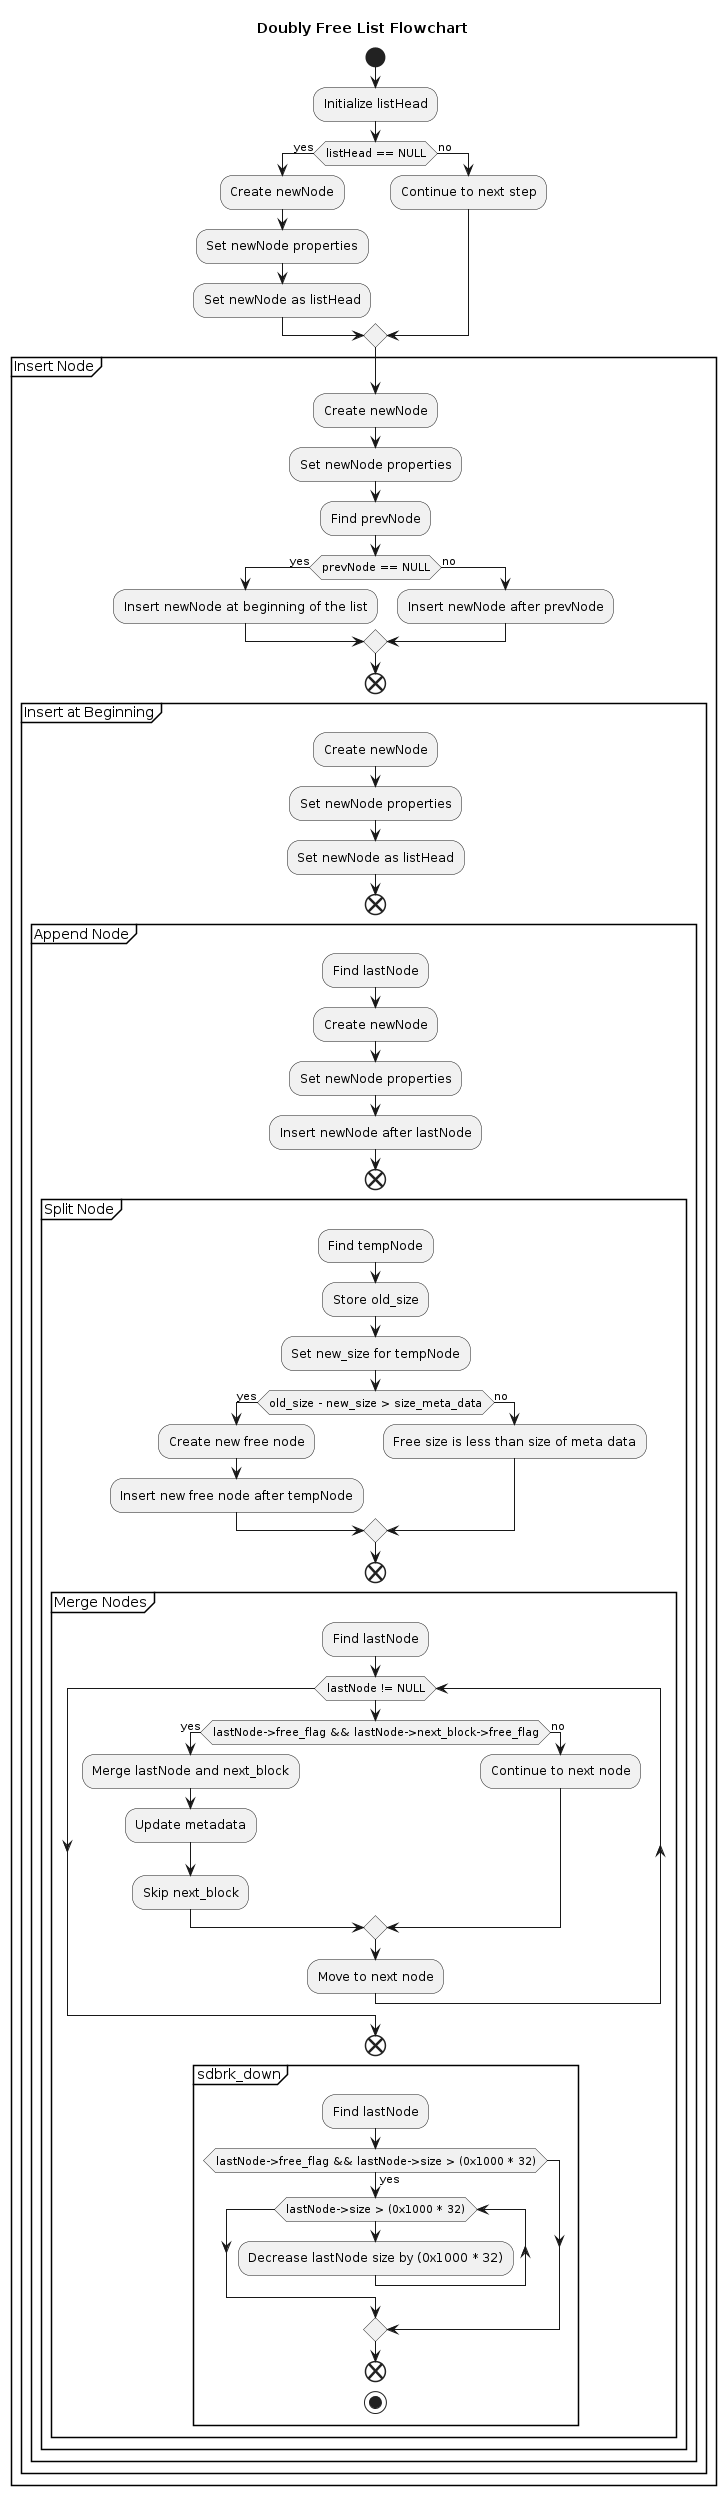 Doubly Free List Flowchart
Initialize listHead
yes
listHead == NULL
no
Create newNode
Continue to next step
Set newNode properties
Set newNode as listHead
Insert Node
Create newNode
Set newNode properties
Find prevNode
yes
prevNode == NULL
no
Insert newNode at beginning of the list
Insert newNode after prevNode
Insert at Beginning
Create newNode
Set newNode properties
Set newNode as listHead
Append Node
Find lastNode
Create newNode
Set newNode properties
Insert newNode after lastNode
Split Node
Find tempNode
Store old_size
Set new_size for tempNode
yes
old_size - new_size > size_meta_data
no
Create new free node
Free size is less than size of meta data
Insert new free node after tempNode
Merge Nodes
Find lastNode
lastNode != NULL
yes
lastNode->free_flag && lastNode->next_block->free_flag
no
Merge lastNode and next_block
Continue to next node
Update metadata
Skip next_block
Move to next node
sdbrk_down
Find lastNode
lastNode->free_flag && lastNode->size > (0x1000 * 32)
yes
lastNode->size > (0x1000 * 32)
Decrease lastNode size by (0x1000 * 32)